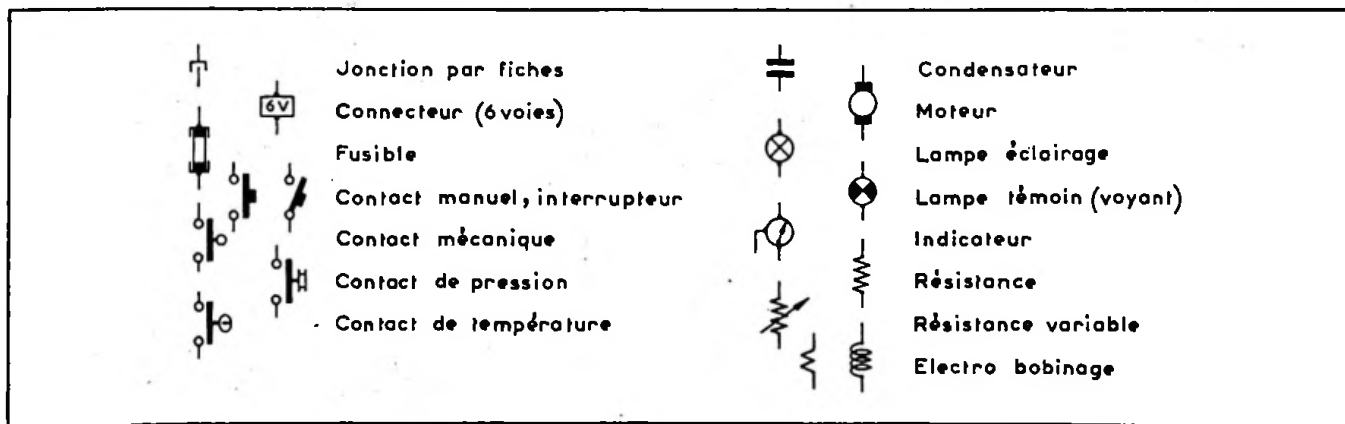 Jonction par fiches
6V
Connecteur (6 voies)
Fusible
Contact manuel, interrupteur
Contact mécanique
Contact de pression
Contact de température
Condensateur
Moteur
Lampe éclairage
Lampe témoin (voyant)
Indicateur
Résistance
Résistance variable
Electro bobinage